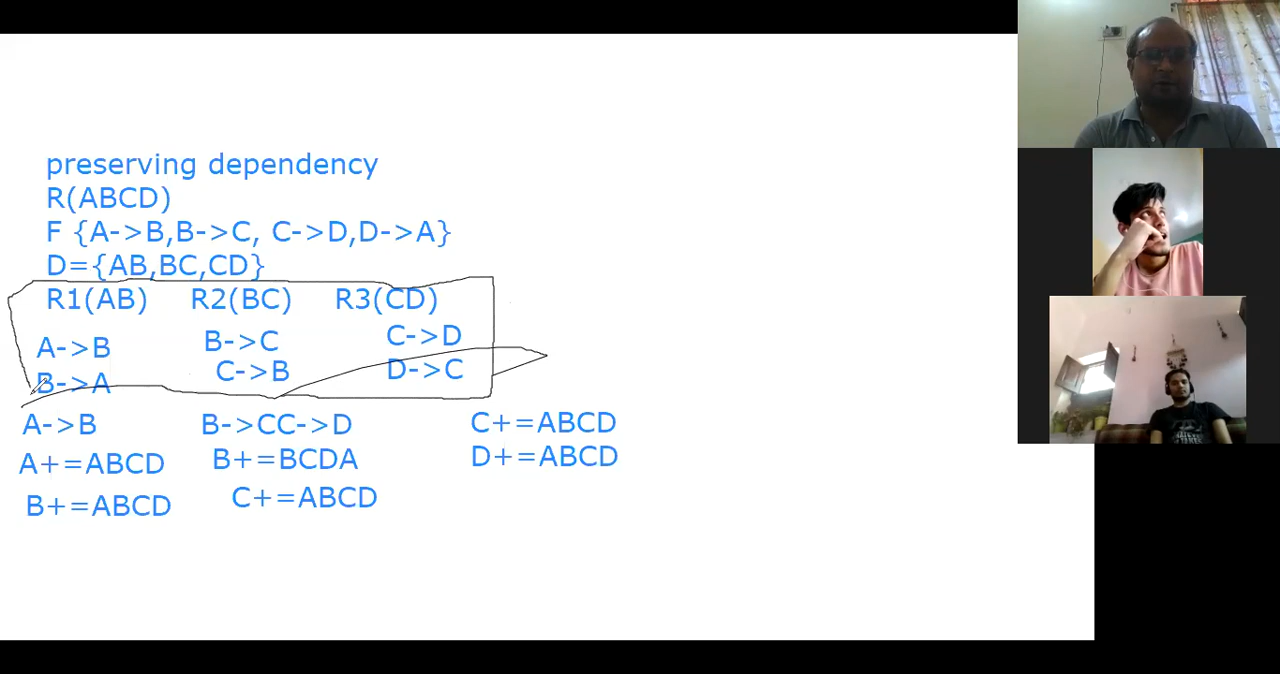 preserving dependency
R(ABCD)
F {A->B,B->C, C->D,D->A}
D={AB,BC,CD}
R1(AB) R2(BC) R3(CD)
A->B B->C C->D
B->A C->B D->C
A->B B->CC->D C+=ABCD
A+=ABCD B+=BCDA D+=ABCD
B+=ABCD C+=ABCD